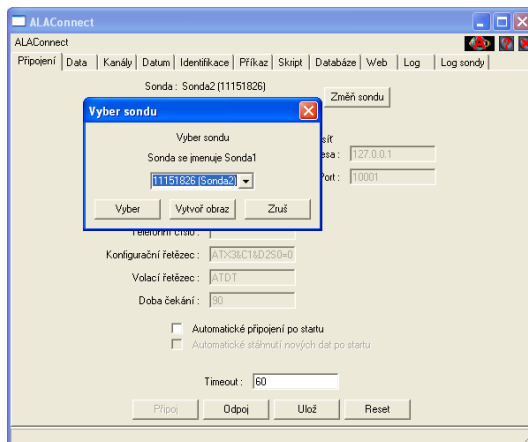 ALAConnect
ALAConnect
Připojení Data Kanály Datum Identifikace Příkaz Skript Databáze Web Log Log sondy
Sonda : Sonda2 (11151826)
Změň sondu
Vyber sondu
Vyber sondu
Sonda se jmenuje Sonda1
11151826 (Sonda2)
Vyber Vytvoř obraz Zruš
síť
esa : 127.0.0.1
Port : 10001
Telefonní číslo :
Konfigurační řetězec : ATX3&C1&D2S0=0
Volací řetězec : ATDT
Doba čekání : 90
Automatické připojení po startu
Automatické stáhnutí nových dat po startu
Timeout : 60
Připoj Odpoj Ulož Reset